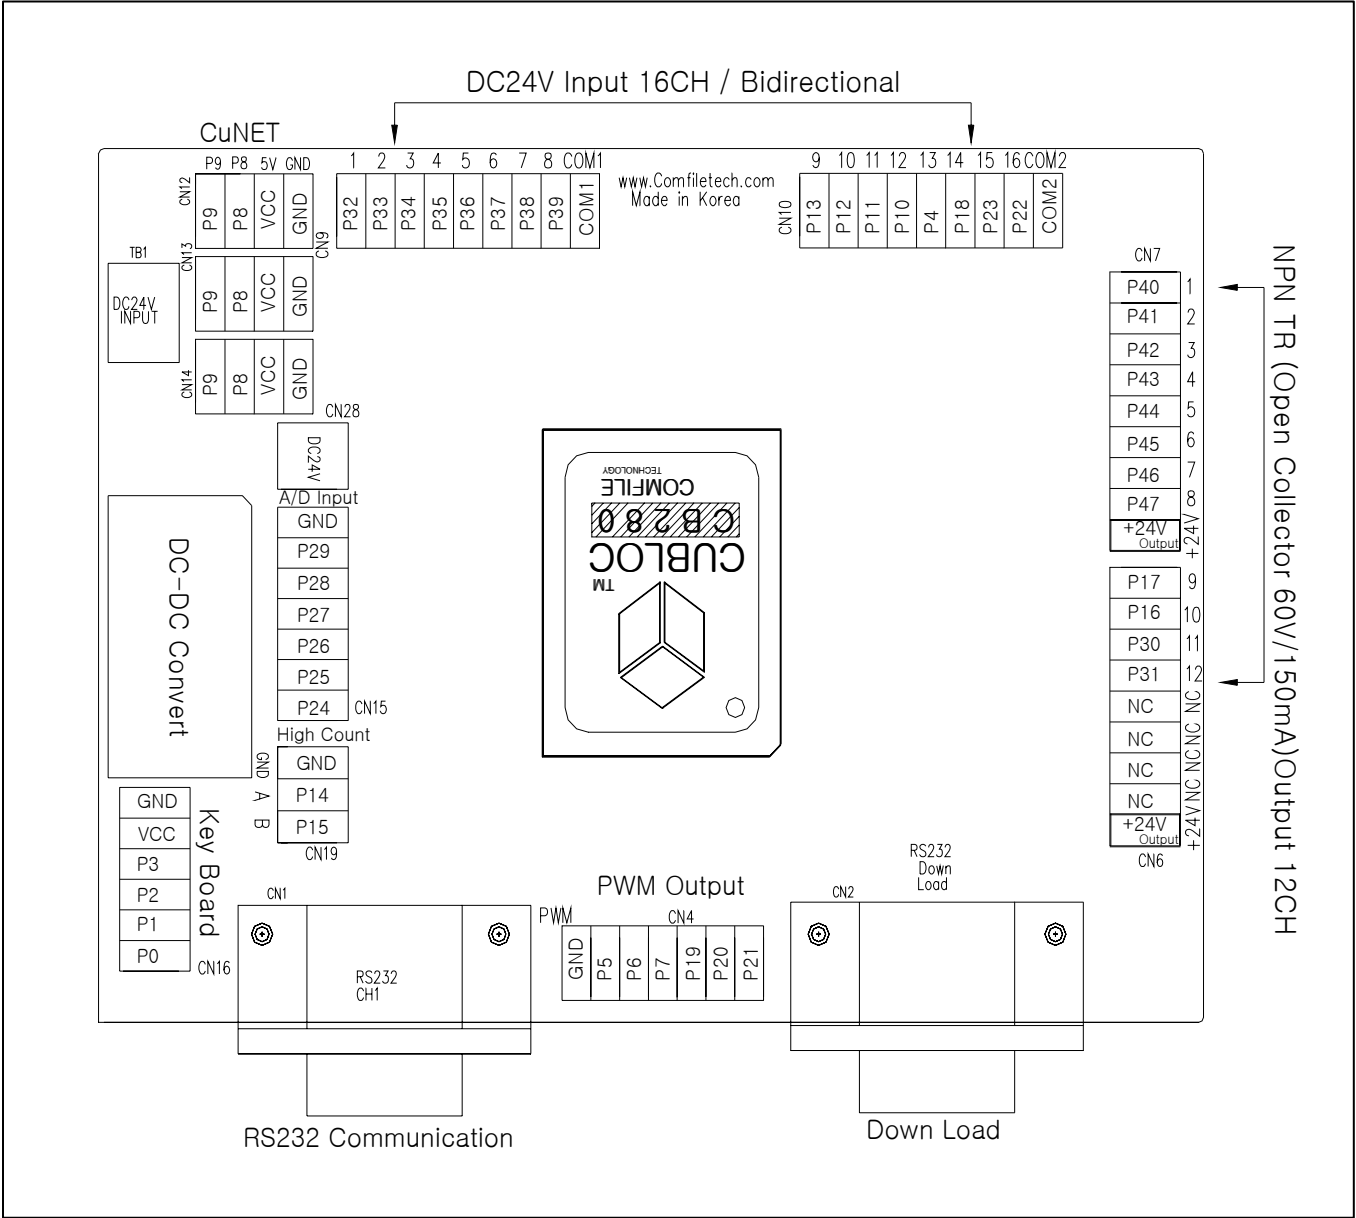 DC24V Input 16CH / Bidirectional
CuNET
P9 P8 5V GND
1 2 3 4 5 6 7 8 COM1
9 10 11 12 13 14 15 16 COM2
CN12
P9 P8 VCC GND
CN9
P32 P33 P34 P35 P36 P37 P38 P39 COM1
www.Comfiletech.com
Made in Korea
CN10
P13 P12 P11 P10 P4 P18 P23 P22 COM2
TB1
DC24V
INPUT
CN13
P9 P8 VCC GND
CN14
P9 P8 VCC GND
CN7
P40 1
P41 2
P42 3
P43 4
P44 5
P45 6
P46 7
P47 8
+24V
Output
+24V
NPN TR (Open Collector 60V/150mA)Output 12CH
P17 9
P16 10
P30 11
P31 12
NC NC
NC NC
NC NC
NC NC
+24V
Output
+24V
CN6
CN28
DC24V
A/D Input
GND
P29
P28
P27
P26
P25
P24
CN15
High Count
GND GND
A P14
B P15
CN19
DC-DC Convert
COMFILE
TECHNOLOGY
CB280
CUBLOC
TM
GND
VCC
P3
P2
P1
P0
Key Board
CN16
CN1
RS232
CH1
RS232 Communication
PWM Output
PWM
CN4
GND P5 P6 P7 P19 P20 P21
RS232
Down
Load
CN2
Down Load